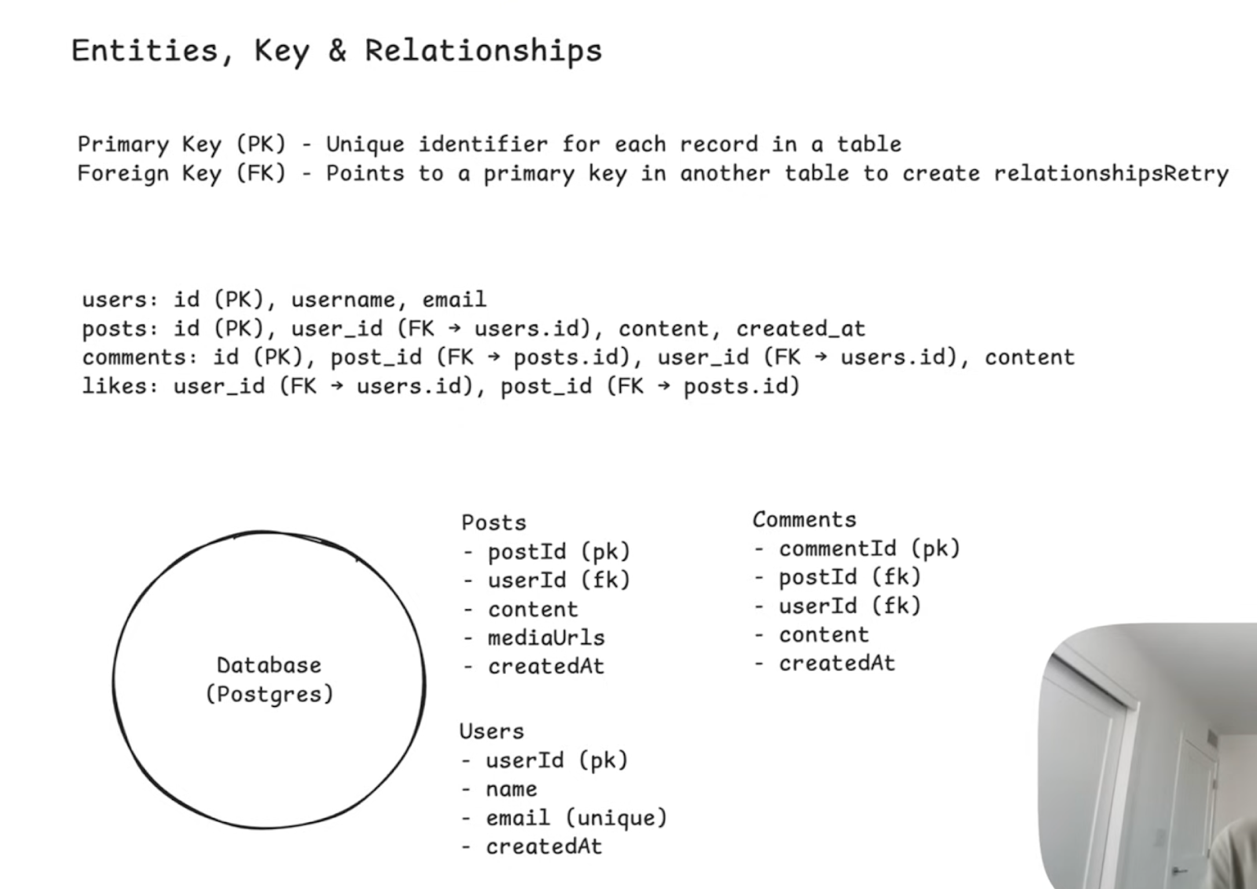 Entities, Key & Relationships
Primary Key (PK) - Unique identifier for each record in a table
Foreign Key (FK) - Points to a primary key in another table to create relationshipsRetry
users: id (PK), username, email
posts: id (PK), user_id (FK → users.id), content, created_at
comments: id (PK), post_id (FK → posts.id), user_id (FK → users.id), content
likes: user_id (FK → users.id), post_id (FK → posts.id)
Database
(Postgres)
Posts
- postId (pk)
- userId (fk)
- content
- mediaUrls
- createdAt
Comments
- commentId (pk)
- postId (fk)
- userId (fk)
- content
- createdAt
Users
- userId (pk)
- name
- email (unique)
- createdAt